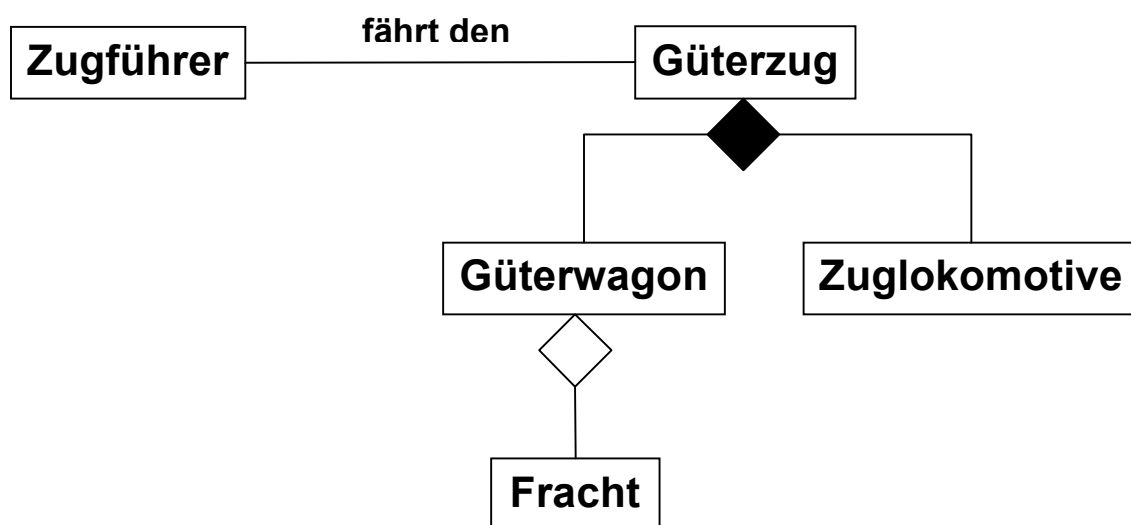 fährt den
Zugführer
Güterzug
Güterwagon
Zuglokomotive
Fracht